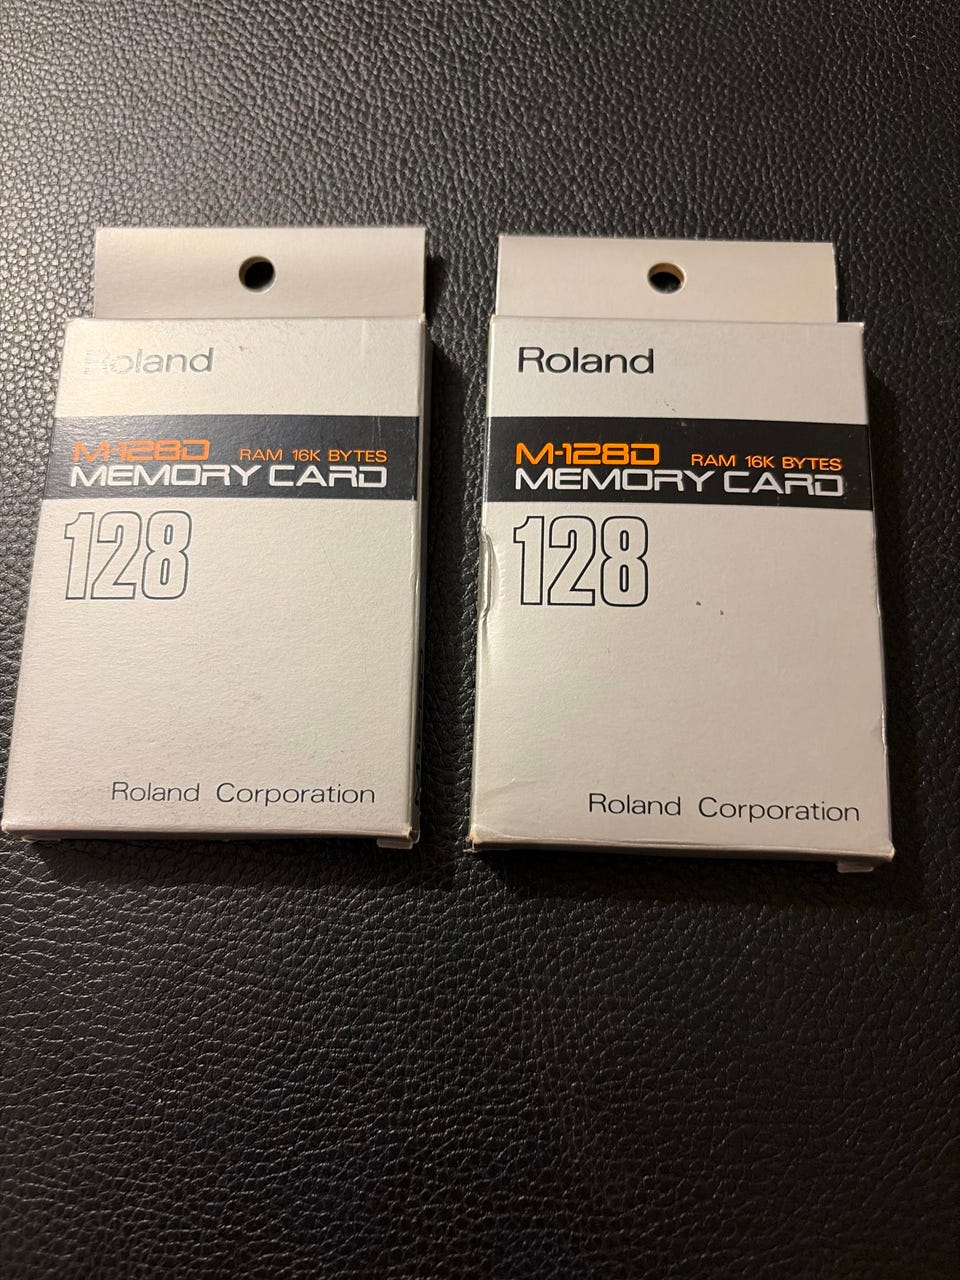 Roland
M-128D RAM 16K BYTES
MEMORY CARD
128
Roland Corporation
Roland
M-128D RAM 16K BYTES
MEMORY CARD
128
Roland Corporation